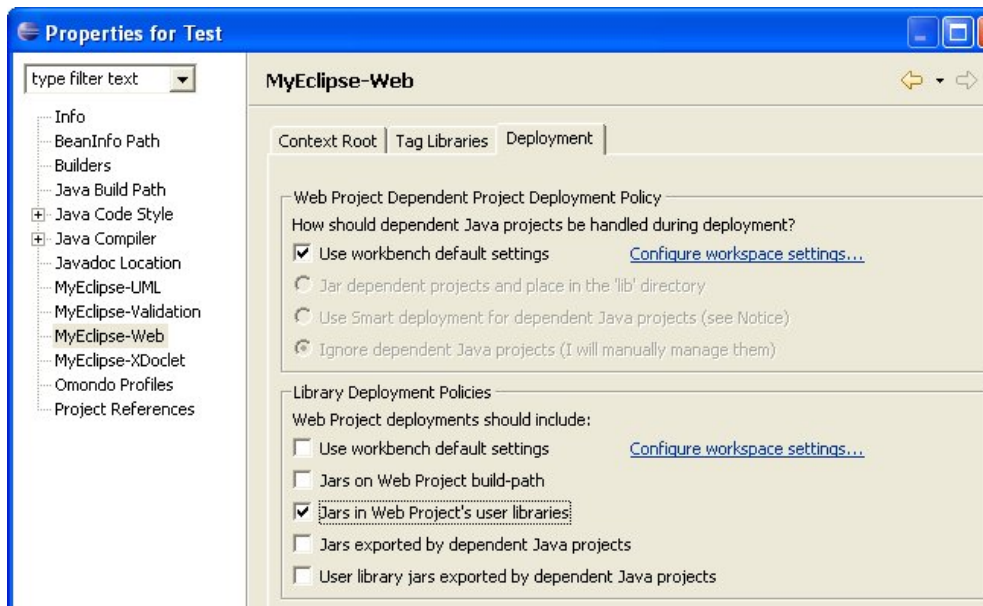 Properties for Test
type filter text
MyEclipse-Web
Info
BeanInfo Path
Builders
Java Build Path
Java Code Style
Java Compiler
Javadoc Location
MyEclipse-UML
MyEclipse-Validation
MyEclipse-Web
MyEclipse-XDoclet
Omondo Profiles
Project References
Context Root Tag Libraries Deployment
Web Project Dependent Project Deployment Policy
How should dependent Java projects be handled during deployment?
Use workbench default settings Configure workspace settings...
Jar dependent projects and place in the 'lib' directory
Use Smart deployment for dependent Java projects (see Notice)
Ignore dependent Java projects (I will manually manage them)
Library Deployment Policies
Web Project deployments should include:
Use workbench default settings Configure workspace settings...
Jars on Web Project build-path
Jars in Web Project's user libraries
Jars exported by dependent Java projects
User library jars exported by dependent Java projects